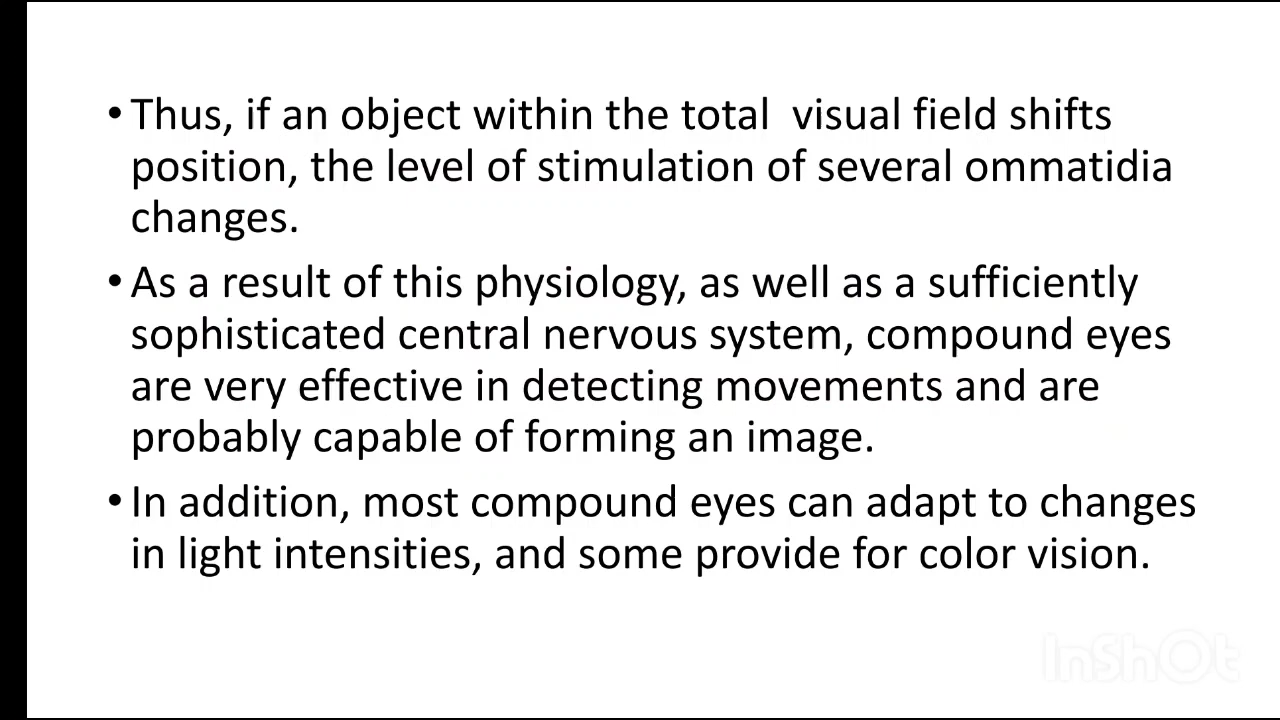 • Thus, if an object within the total  visual field shifts
position, the level of stimulation of several ommatidia
changes.
• As a result of this physiology, as well as a sufficiently
sophisticated central nervous system, compound eyes
are very effective in detecting movements and are
probably capable of forming an image.
• In addition, most compound eyes can adapt to changes
in light intensities, and some provide for color vision.
InShOt